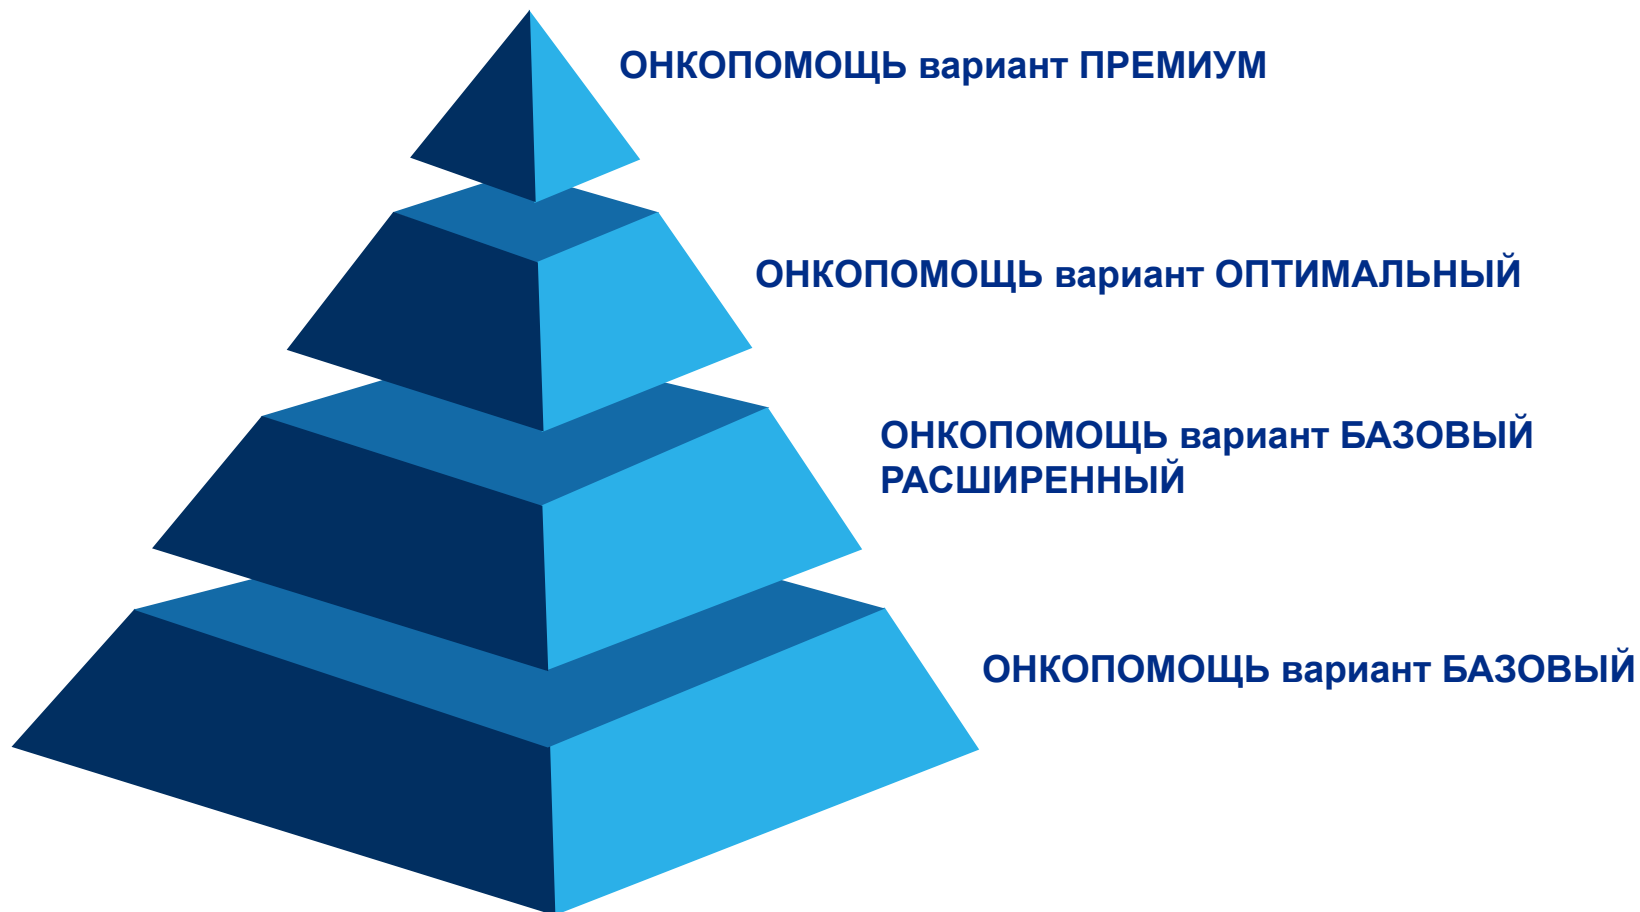 ОНКОПОМОЩЬ вариант ПРЕМИУМ
ОНКОПОМОЩЬ вариант ОПТИМАЛЬНЫЙ
ОНКОПОМОЩЬ вариант БАЗОВЫЙ
РАСШИРЕННЫЙ
ОНКОПОМОЩЬ вариант БАЗОВЫЙ